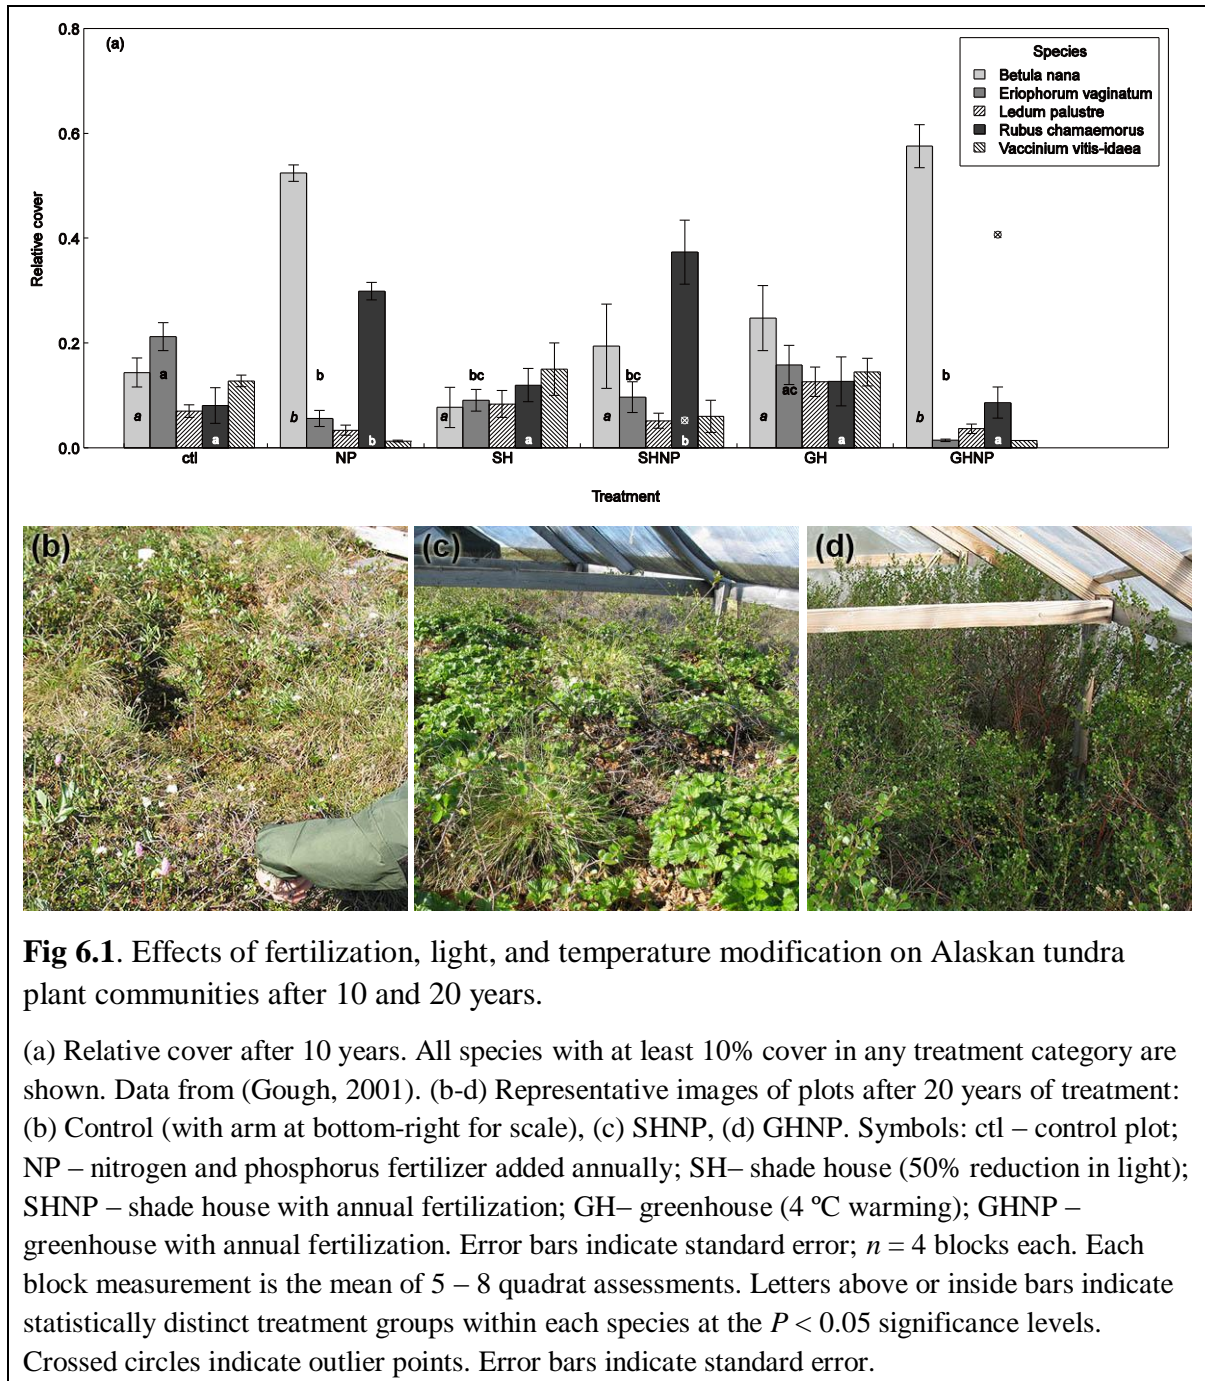 0.8
(a)
Species
Betula nana
Eriophorum vaginatum
Ledum palustre
Rubus chamaemorus
Vaccinium vitis-idaea
0.6
0.4
0.2
0.0
Relative cover
a a a
b b b
a bc a
a bc b
a ac a
b b a
ctl NP SH SHNP GH GHNP
Treatment
(b) (c) (d)
Fig 6.1. Effects of fertilization, light, and temperature modification on Alaskan tundra
plant communities after 10 and 20 years.
(a) Relative cover after 10 years. All species with at least 10% cover in any treatment category are
shown. Data from (Gough, 2001). (b-d) Representative images of plots after 20 years of treatment:
(b) Control (with arm at bottom-right for scale), (c) SHNP, (d) GHNP. Symbols: ctl – control plot;
NP – nitrogen and phosphorus fertilizer added annually; SH– shade house (50% reduction in light);
SHNP – shade house with annual fertilization; GH– greenhouse (4 ºC warming); GHNP –
greenhouse with annual fertilization. Error bars indicate standard error; n = 4 blocks each. Each
block measurement is the mean of 5 – 8 quadrat assessments. Letters above or inside bars indicate
statistically distinct treatment groups within each species at the P < 0.05 significance levels.
Crossed circles indicate outlier points. Error bars indicate standard error.